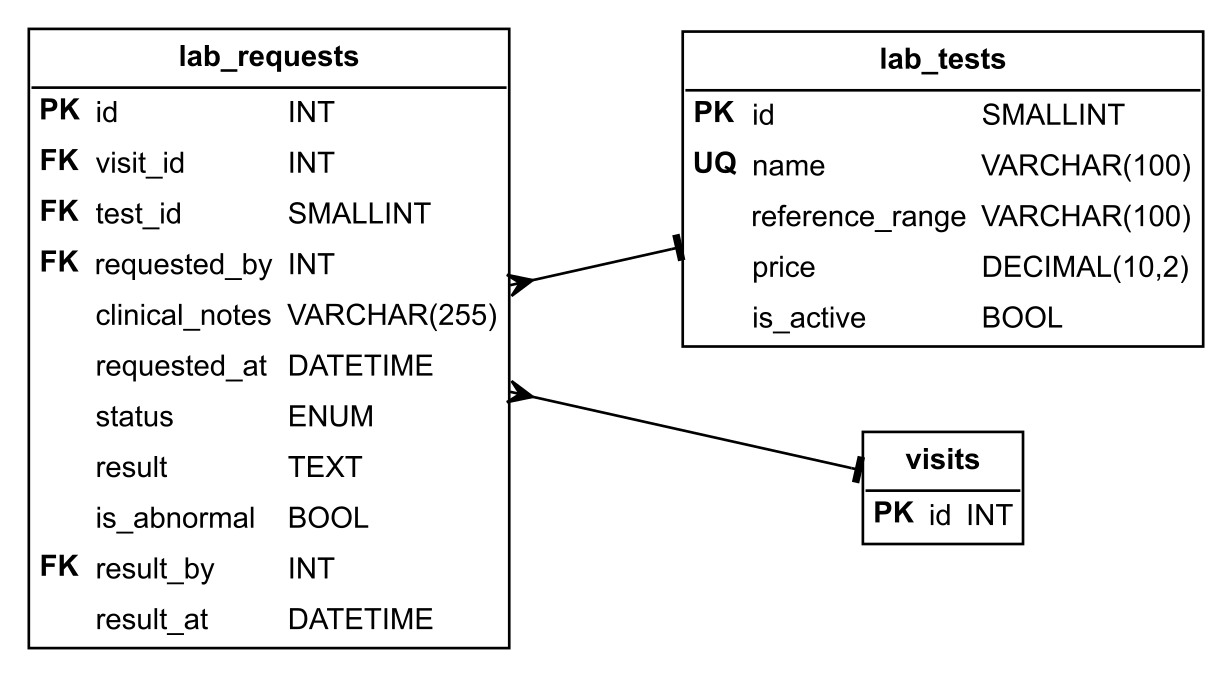 lab_requests
PK id INT
FK visit_id INT
FK test_id SMALLINT
FK requested_by INT
clinical_notes VARCHAR(255)
requested_at DATETIME
status ENUM
result TEXT
is_abnormal BOOL
FK result_by INT
result_at DATETIME
lab_tests
PK id SMALLINT
UQ name VARCHAR(100)
reference_range VARCHAR(100)
price DECIMAL(10,2)
is_active BOOL
visits
PK id INT